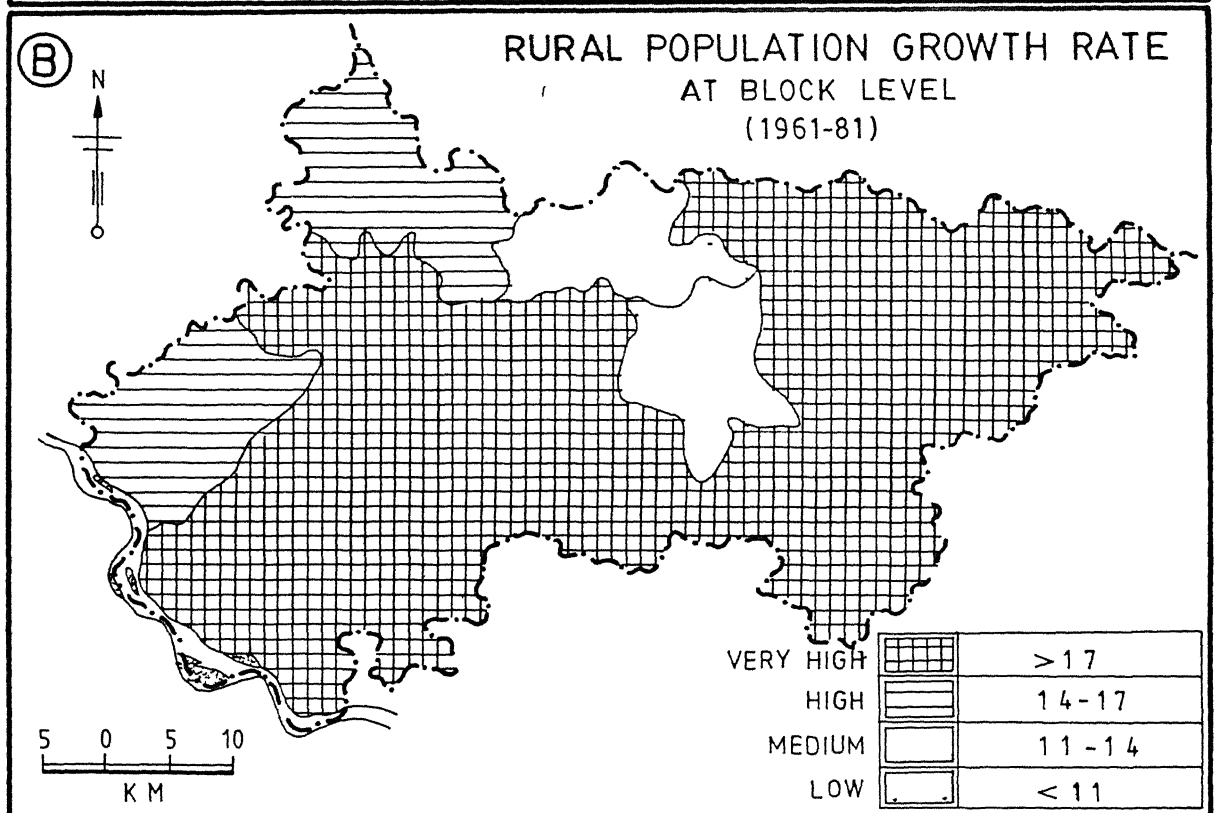 B
RURAL POPULATION GROWTH RATE
AT BLOCK LEVEL
(1961-81)
N
VERY HIGH >17
HIGH 14-17
MEDIUM 11-14
LOW <11
5 0 5 10
KM